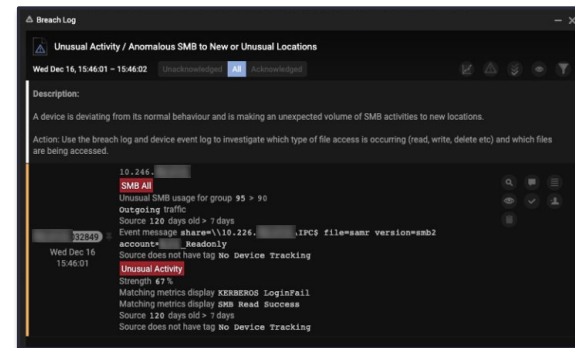 Breach Log
Unusual Activity / Anomalous SMB to New or Unusual Locations
Wed Dec 16, 15:46:01 – 15:46:02 Unacknowledged All Acknowledged
Description:
A device is deviating from its normal behaviour and is making an unexpected volume of SMB activities to new locations.
Action: Use the breach log and device event log to investigate which type of file access is occurring (read, write, delete etc) and which files
are being accessed.
10.246.
SMB All
Unusual SMB usage for group 95 > 90
Outgoing traffic
Source 120 days old > 7 days
32849)
Event message share=\\10.226. .IPC$ file=samr version=smb2
Wed Dec 16
account= _Readonly
15:46:01
Source does not have tag No Device Tracking
Unusual Activity
Strength 67 %
Matching metrics display KERBEROS LoginFail
Matching metrics display SMB Read Success
Source 120 days old > 7 days
Source does not have tag No Device Tracking